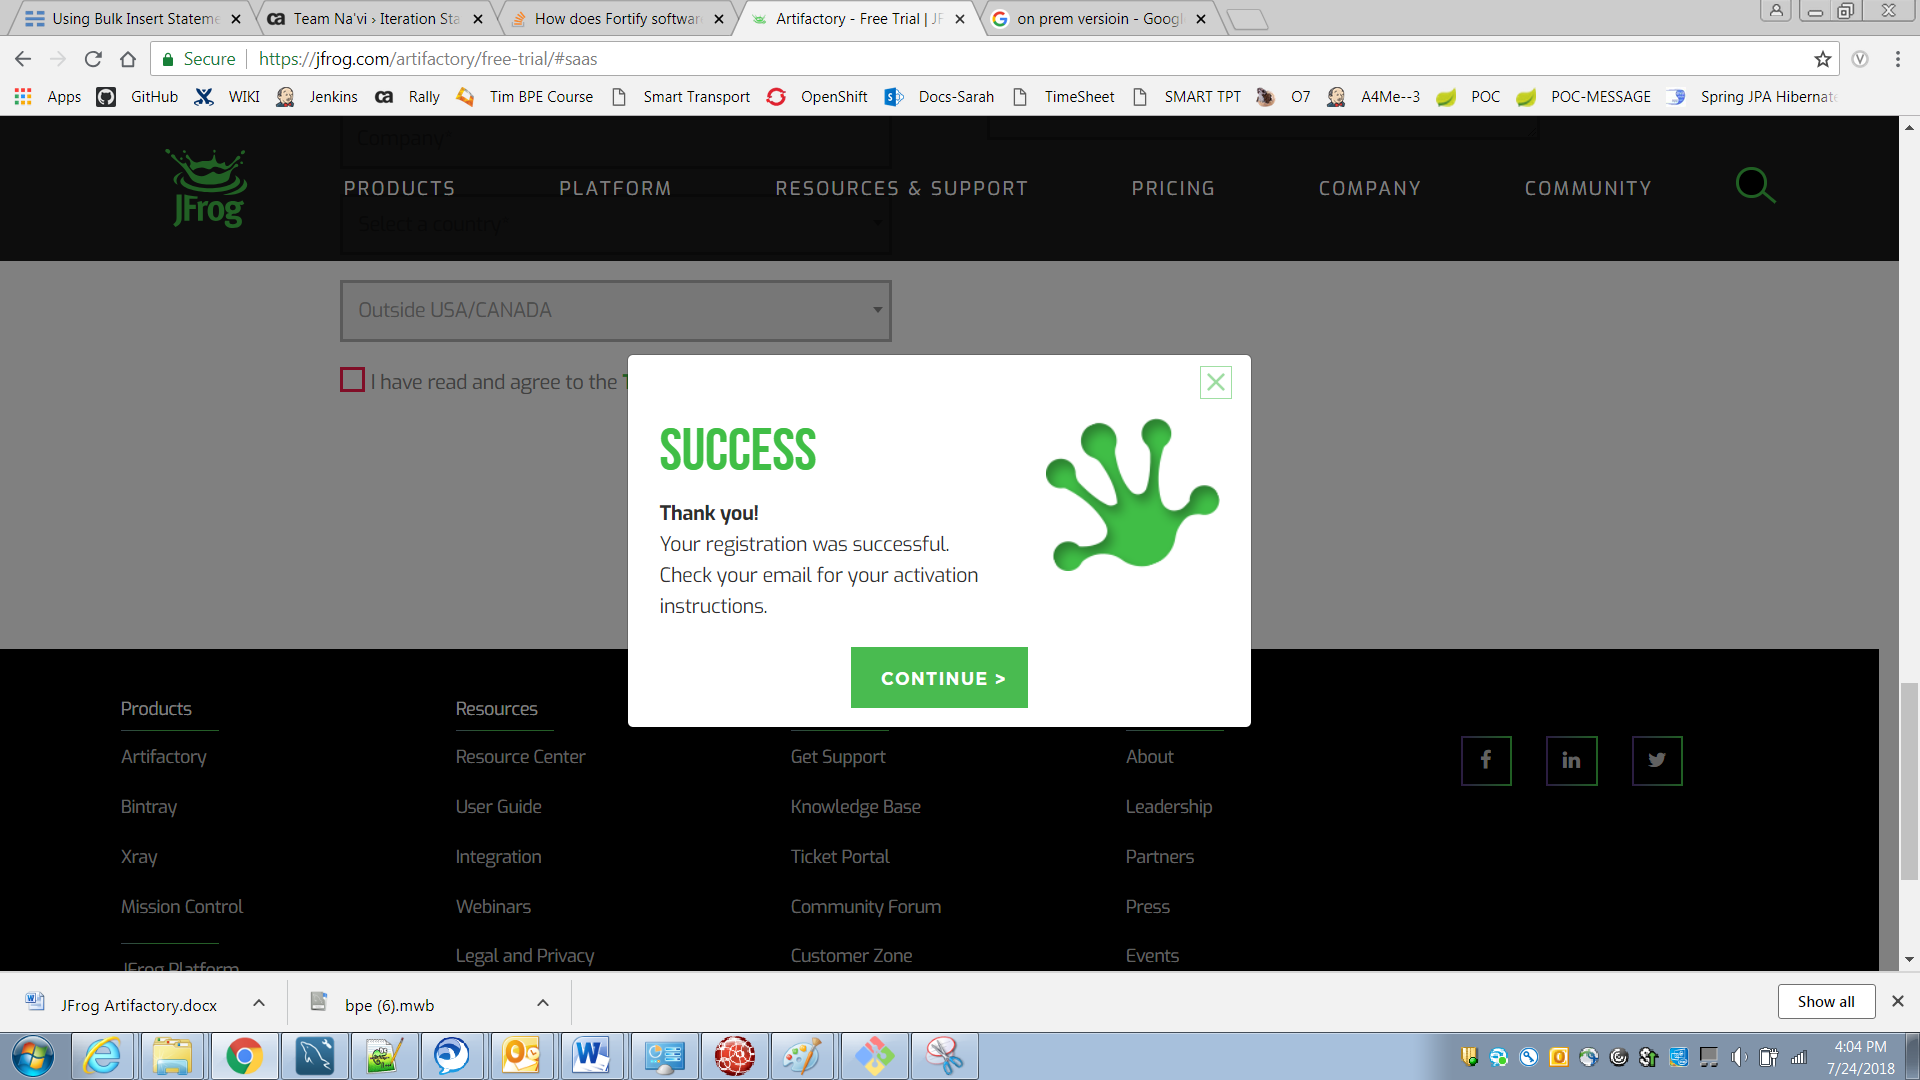 Using Bulk Insert Stateme
Team Na'vi › Iteration Sta
How does Fortify softwar
Artifactory - Free Trial | JF
on prem versioin - Googl
Secure
https://jfrog.com/artifactory/free-trial/#saas
Apps
GitHub
WIKI
Jenkins
Rally
Tim BPE Course
Smart Transport
OpenShift
Docs-Sarah
TimeSheet
SMART TPT
O7
A4Me--3
POC
POC-MESSAGE
Spring JPA Hibernate
Company*
JFrog
PRODUCTS
PLATFORM
RESOURCES & SUPPORT
PRICING
COMPANY
COMMUNITY
Select a country*
Outside USA/CANADA
I have read and agree to the T
SUCCESS
Thank you!
Your registration was successful.
Check your email for your activation
instructions.
CONTINUE >
Products
Resources
Artifactory
Resource Center
Get Support
About
Bintray
User Guide
Knowledge Base
Leadership
Xray
Integration
Ticket Portal
Partners
Mission Control
Webinars
Community Forum
Press
JFrog Platform
Legal and Privacy
Customer Zone
Events
JFrog Artifactory.docx
bpe (6).mwb
Show all
4:04 PM
7/24/2018